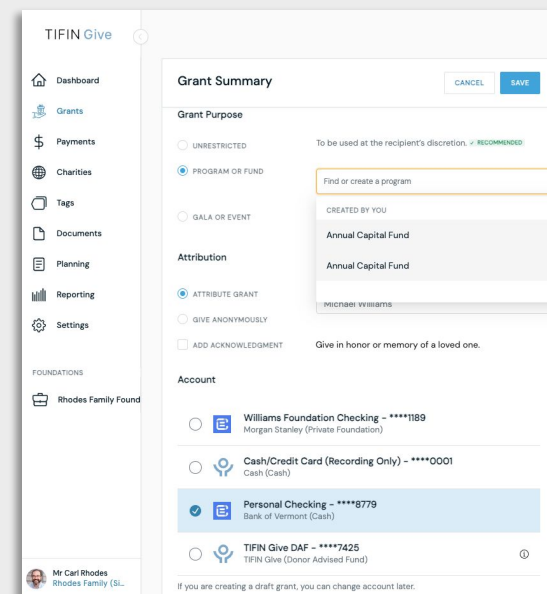 TIFIN Give
Dashboard
Grants
Payments
Charities
Tags
Documents
Planning
Reporting
Settings
FOUNDATIONS
Rhodes Family Found
Mr Carl Rhodes
Rhodes Family (Si...
Grant Summary
CANCEL
SAVE
Grant Purpose
UNRESTRICTED
To be used at the recipient's discretion. ✓ RECOMMENDED
PROGRAM OR FUND
Find or create a program
CREATED BY YOU
Annual Capital Fund
Annual Capital Fund
GALA OR EVENT
Attribution
ATTRIBUTE GRANT
Michael Williams
GIVE ANONYMOUSLY
ADD ACKNOWLEDGMENT
Give in honor or memory of a loved one.
Account
Williams Foundation Checking - ****1189
Morgan Stanley (Private Foundation)
Cash/Credit Card (Recording Only) - ****0001
Cash (Cash)
Personal Checking - ****8779
Bank of Vermont (Cash)
TIFIN Give DAF - ****7425
TIFIN Give (Donor Advised Fund)
If you are creating a draft grant, you can change account later.